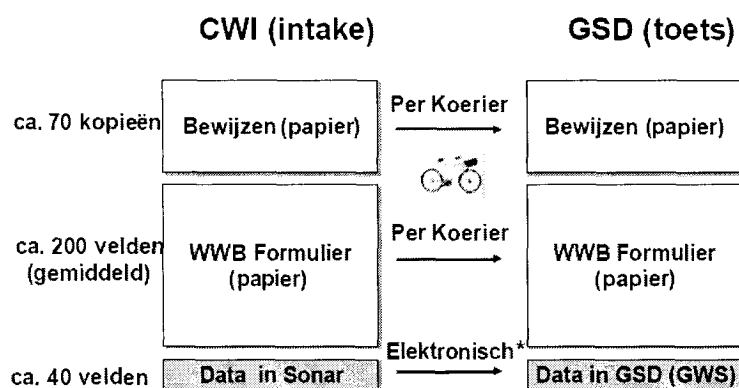 CWI (intake)
GSD (toets)
ca. 70 kopieën
Bewijzen (papier)
Per Koerier
Bewijzen (papier)
ca. 200 velden
(gemiddeld)
WWB Formulier
(papier)
Per Koerier
WWB Formulier
(papier)
ca. 40 velden
Data in Sonar
Elektronisch*
Data in GSD (GWS)